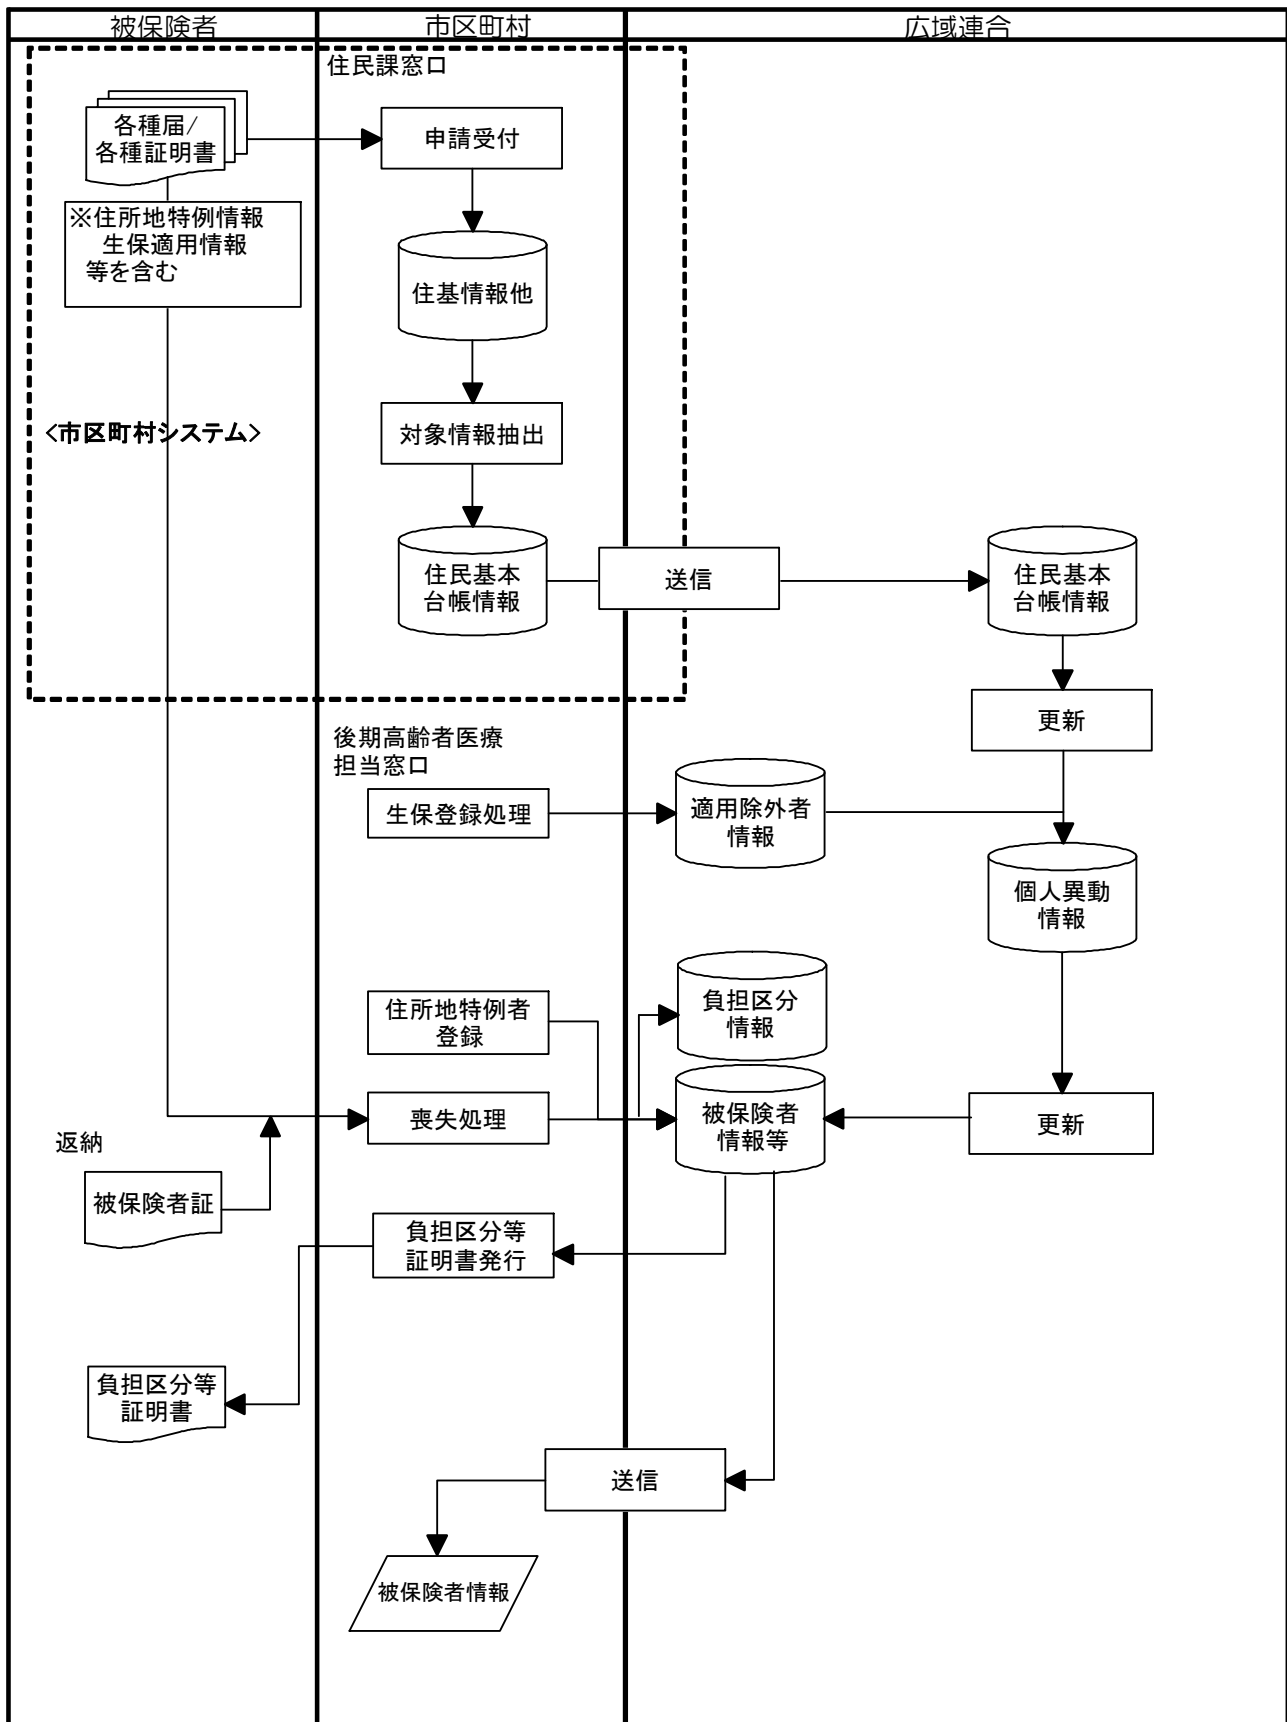 被保険者
市区町村
広域連合
住民課窓口
各種届/
各種証明書
申請受付
※住所地特例情報
生保適用情報
等を含む
住基情報他
<市区町村システム>
対象情報抽出
住民基本
台帳情報
送信
住民基本
台帳情報
更新
後期高齢者医療
担当窓口
生保登録処理
適用除外者
情報
個人異動
情報
住所地特例者
登録
負担区分
情報
喪失処理
被保険者
情報等
更新
返納
被保険者証
負担区分等
証明書発行
負担区分等
証明書
送信
被保険者情報